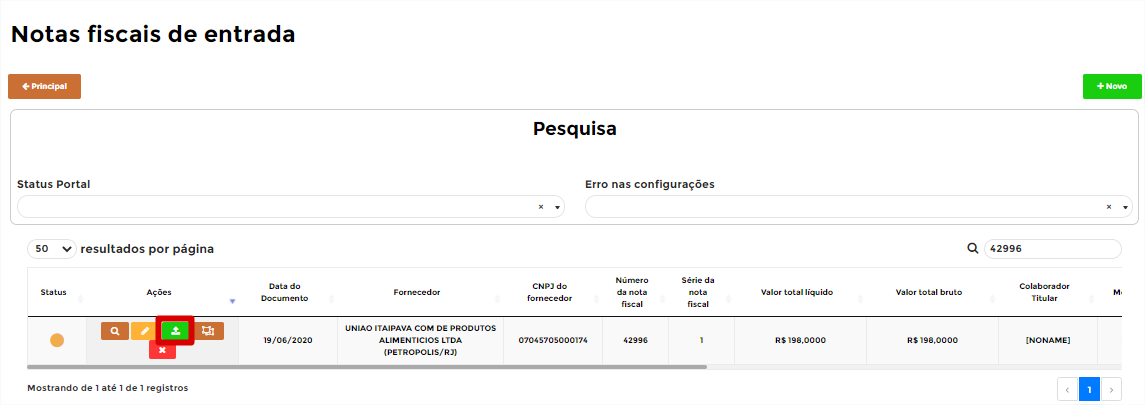 Notas fiscais de entrada
Principal
+ Novo
Pesquisa
Status Portal
Erro nas configurações
× 
×
50 resultados por página
42996
Status
Ações
Data do
Documento
Fornecedor
CNPJ do
fornecedor
Número
da nota
fiscal
Série da
nota
fiscal
Valor total líquido
Valor total bruto
Colaborador
Titular
19/06/2020
UNIAO ITAIPAVA COM DE PRODUTOS
ALIMENTICIOS LTDA
(PETROPOLIS/RJ)
07045705000174
42996
1
R$ 198,0000
R$ 198,0000
[NONAME]
Mostrando de 1 até 1 de 1 registros
‹ 1 ›